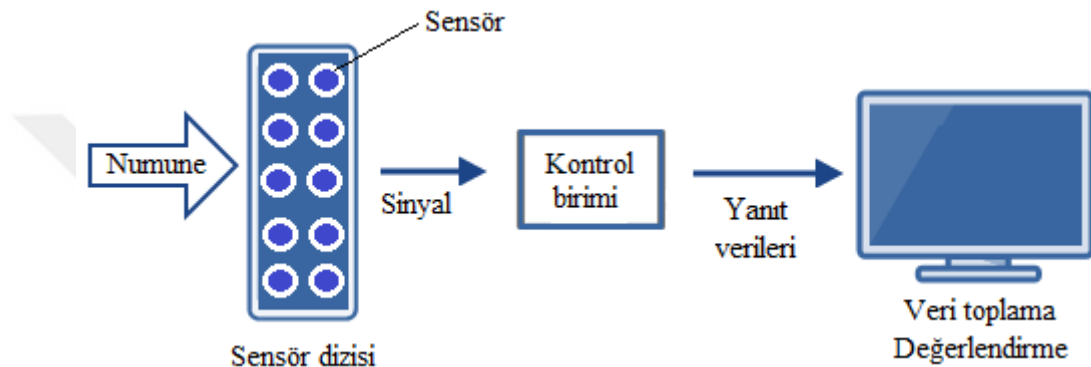 Sensör
Numune
Sinyal
Kontrol
birimi
Yanıt
verileri
Sensör dizisi
Veri toplama
Değerlendirme